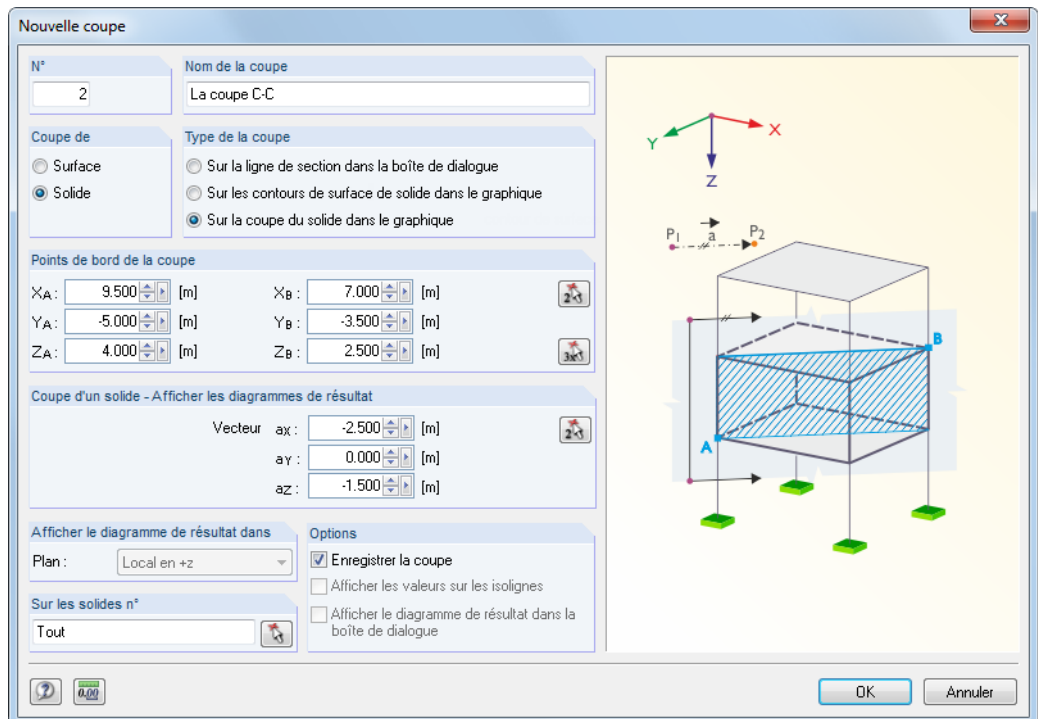 Nouvelle coupe
N°
2
Nom de la coupe
La coupe C-C
Coupe de
Surface
Solide
Type de la coupe
Sur la ligne de section dans la boîte de dialogue
Sur les contours de surface de solide dans le graphique
Sur la coupe du solide dans le graphique
Points de bord de la coupe
XA: 9.500 [m] XB: 7.000 [m]
YA: -5.000 [m] YB: -3.500 [m]
ZA: 4.000 [m] ZB: 2.500 [m]
2x
3x
Coupe d'un solide - Afficher les diagrammes de résultat
Vecteur aX: -2.500 [m]
aY: 0.000 [m]
aZ: -1.500 [m]
2x
Afficher le diagramme de résultat dans
Plan: Local en +z
Sur les solides n°
Tout
Options
Enregistrer la coupe
Afficher les valeurs sur les isolignes
Afficher le diagramme de résultat dans la
boîte de dialogue
X
Y
Z
P1 a P2
B
A
0.00
OK
Annuler